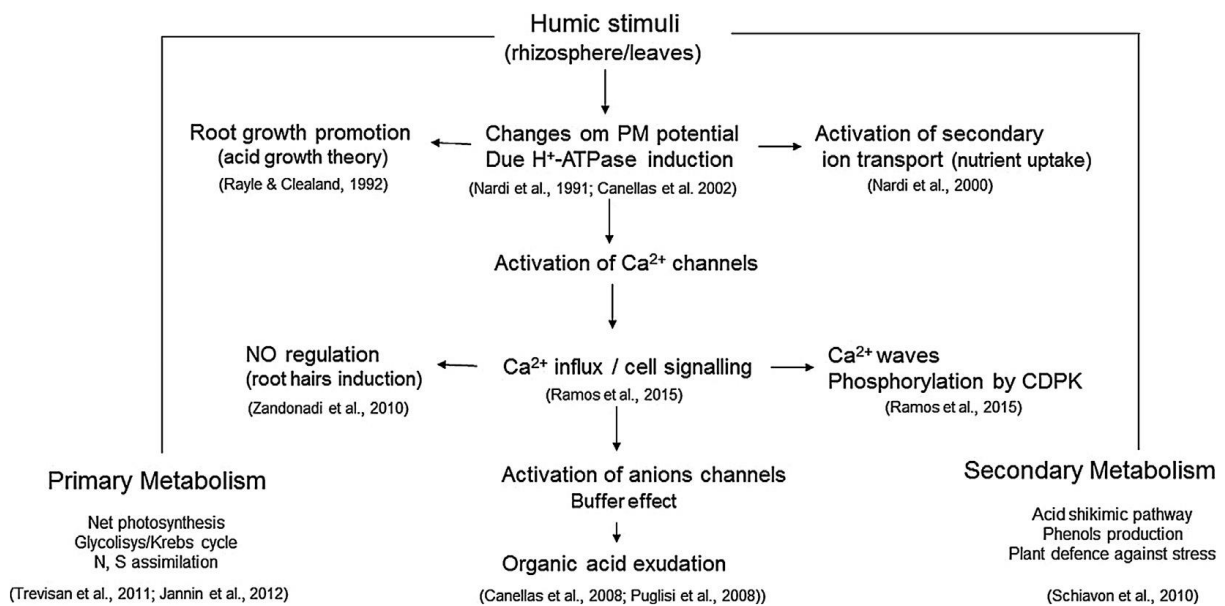 Humic stimuli
(rhizosphere/leaves)
Root growth promotion
(acid growth theory)
(Rayle & Clealand, 1992)
Changes om PM potential
Due H⁺-ATPase induction
(Nardi et al., 1991; Canellas et al. 2002)
Activation of secondary
ion transport (nutrient uptake)
(Nardi et al., 2000)
Activation of Ca²⁺ channels
NO regulation
(root hairs induction)
(Zandonadi et al., 2010)
Ca²⁺ influx / cell signalling
(Ramos et al., 2015)
Ca²⁺ waves
Phosphorylation by CDPK
(Ramos et al., 2015)
Primary Metabolism
Net photosynthesis
Glycolisys/Krebs cycle
N, S assimilation
(Trevisan et al., 2011; Jannin et al., 2012)
Activation of anions channels
Buffer effect
Organic acid exudation
(Canellas et al., 2008; Puglisi et al., 2008))
Secondary Metabolism
Acid shikimic pathway
Phenols production
Plant defence against stress
(Schiavon et al., 2010)